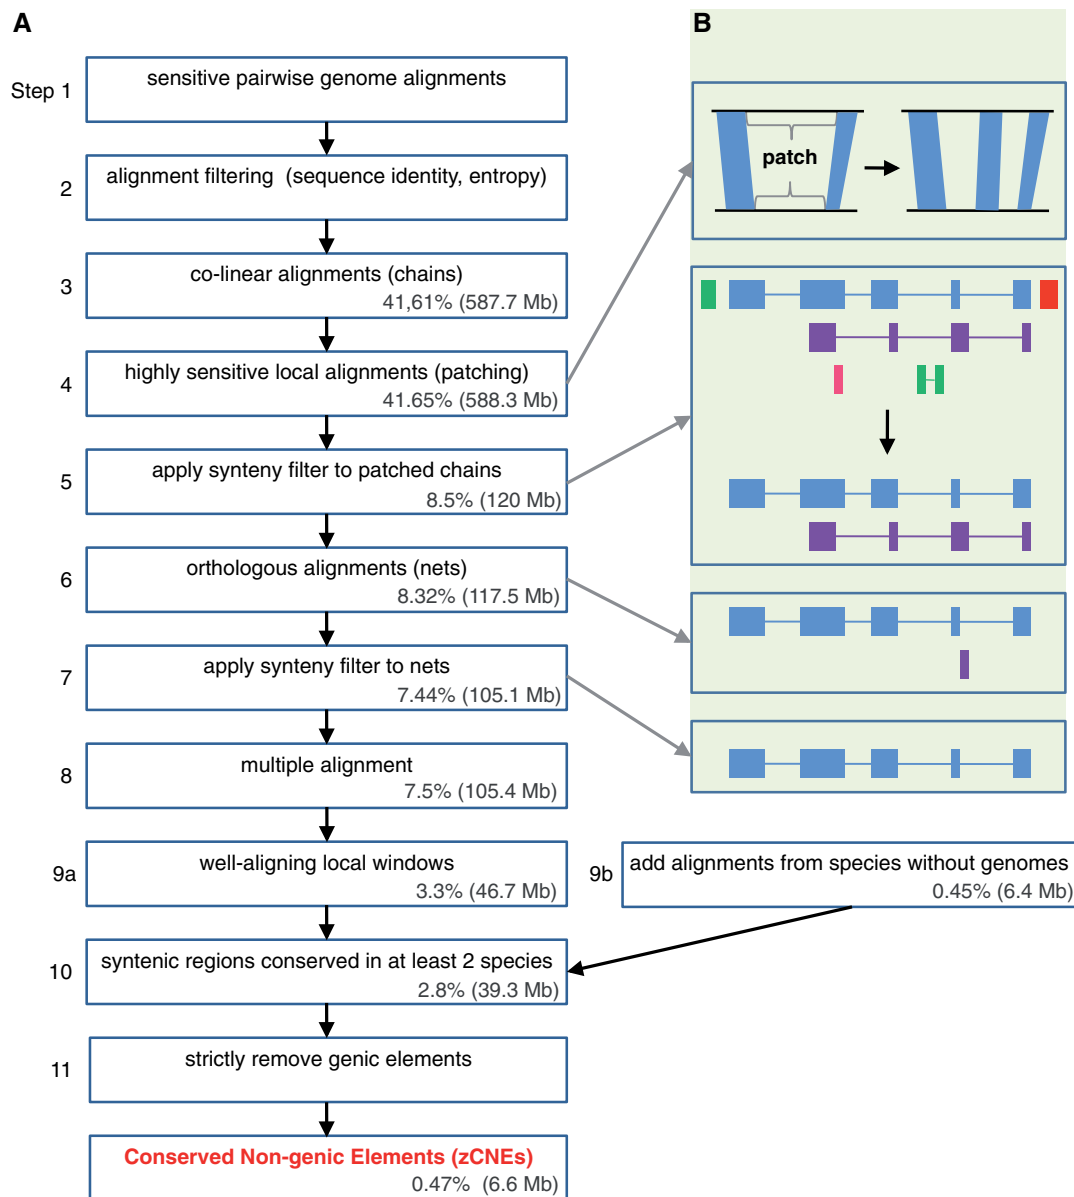 A
Step 1
sensitive pairwise genome alignments
2
alignment filtering (sequence identity, entropy)
3
co-linear alignments (chains)
41,61% (587.7 Mb)
4
highly sensitive local alignments (patching)
41.65% (588.3 Mb)
5
apply synteny filter to patched chains
8.5% (120 Mb)
6
orthologous alignments (nets)
8.32% (117.5 Mb)
7
apply synteny filter to nets
7.44% (105.1 Mb)
8
multiple alignment
7.5% (105.4 Mb)
9a
well-aligning local windows
3.3% (46.7 Mb)
9b
add alignments from species without genomes
0.45% (6.4 Mb)
10
syntenic regions conserved in at least 2 species
2.8% (39.3 Mb)
11
strictly remove genic elements
Conserved Non-genic Elements (zCNEs)
0.47% (6.6 Mb)
B
patch